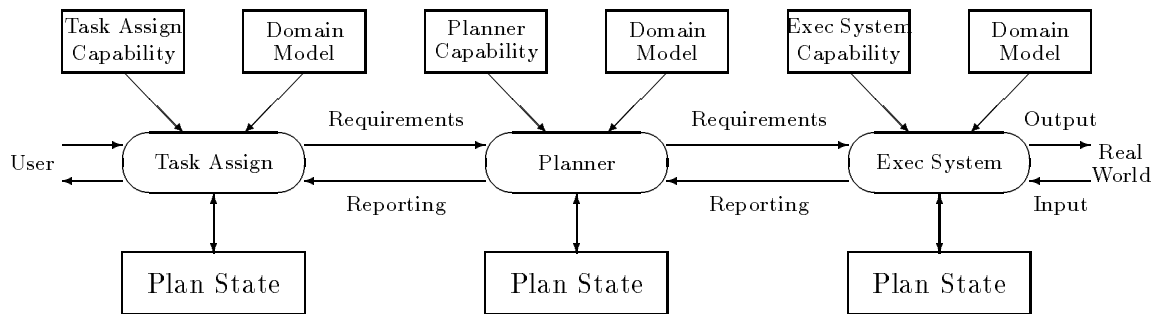 Task Assign
Capability
Domain
Model
Planner
Capability
Domain
Model
Exec System
Capability
Domain
Model
Requirements
Requirements
Output
User
Task Assign
Planner
Exec System
Real
World
Reporting
Reporting
Input
Plan State
Plan State
Plan State